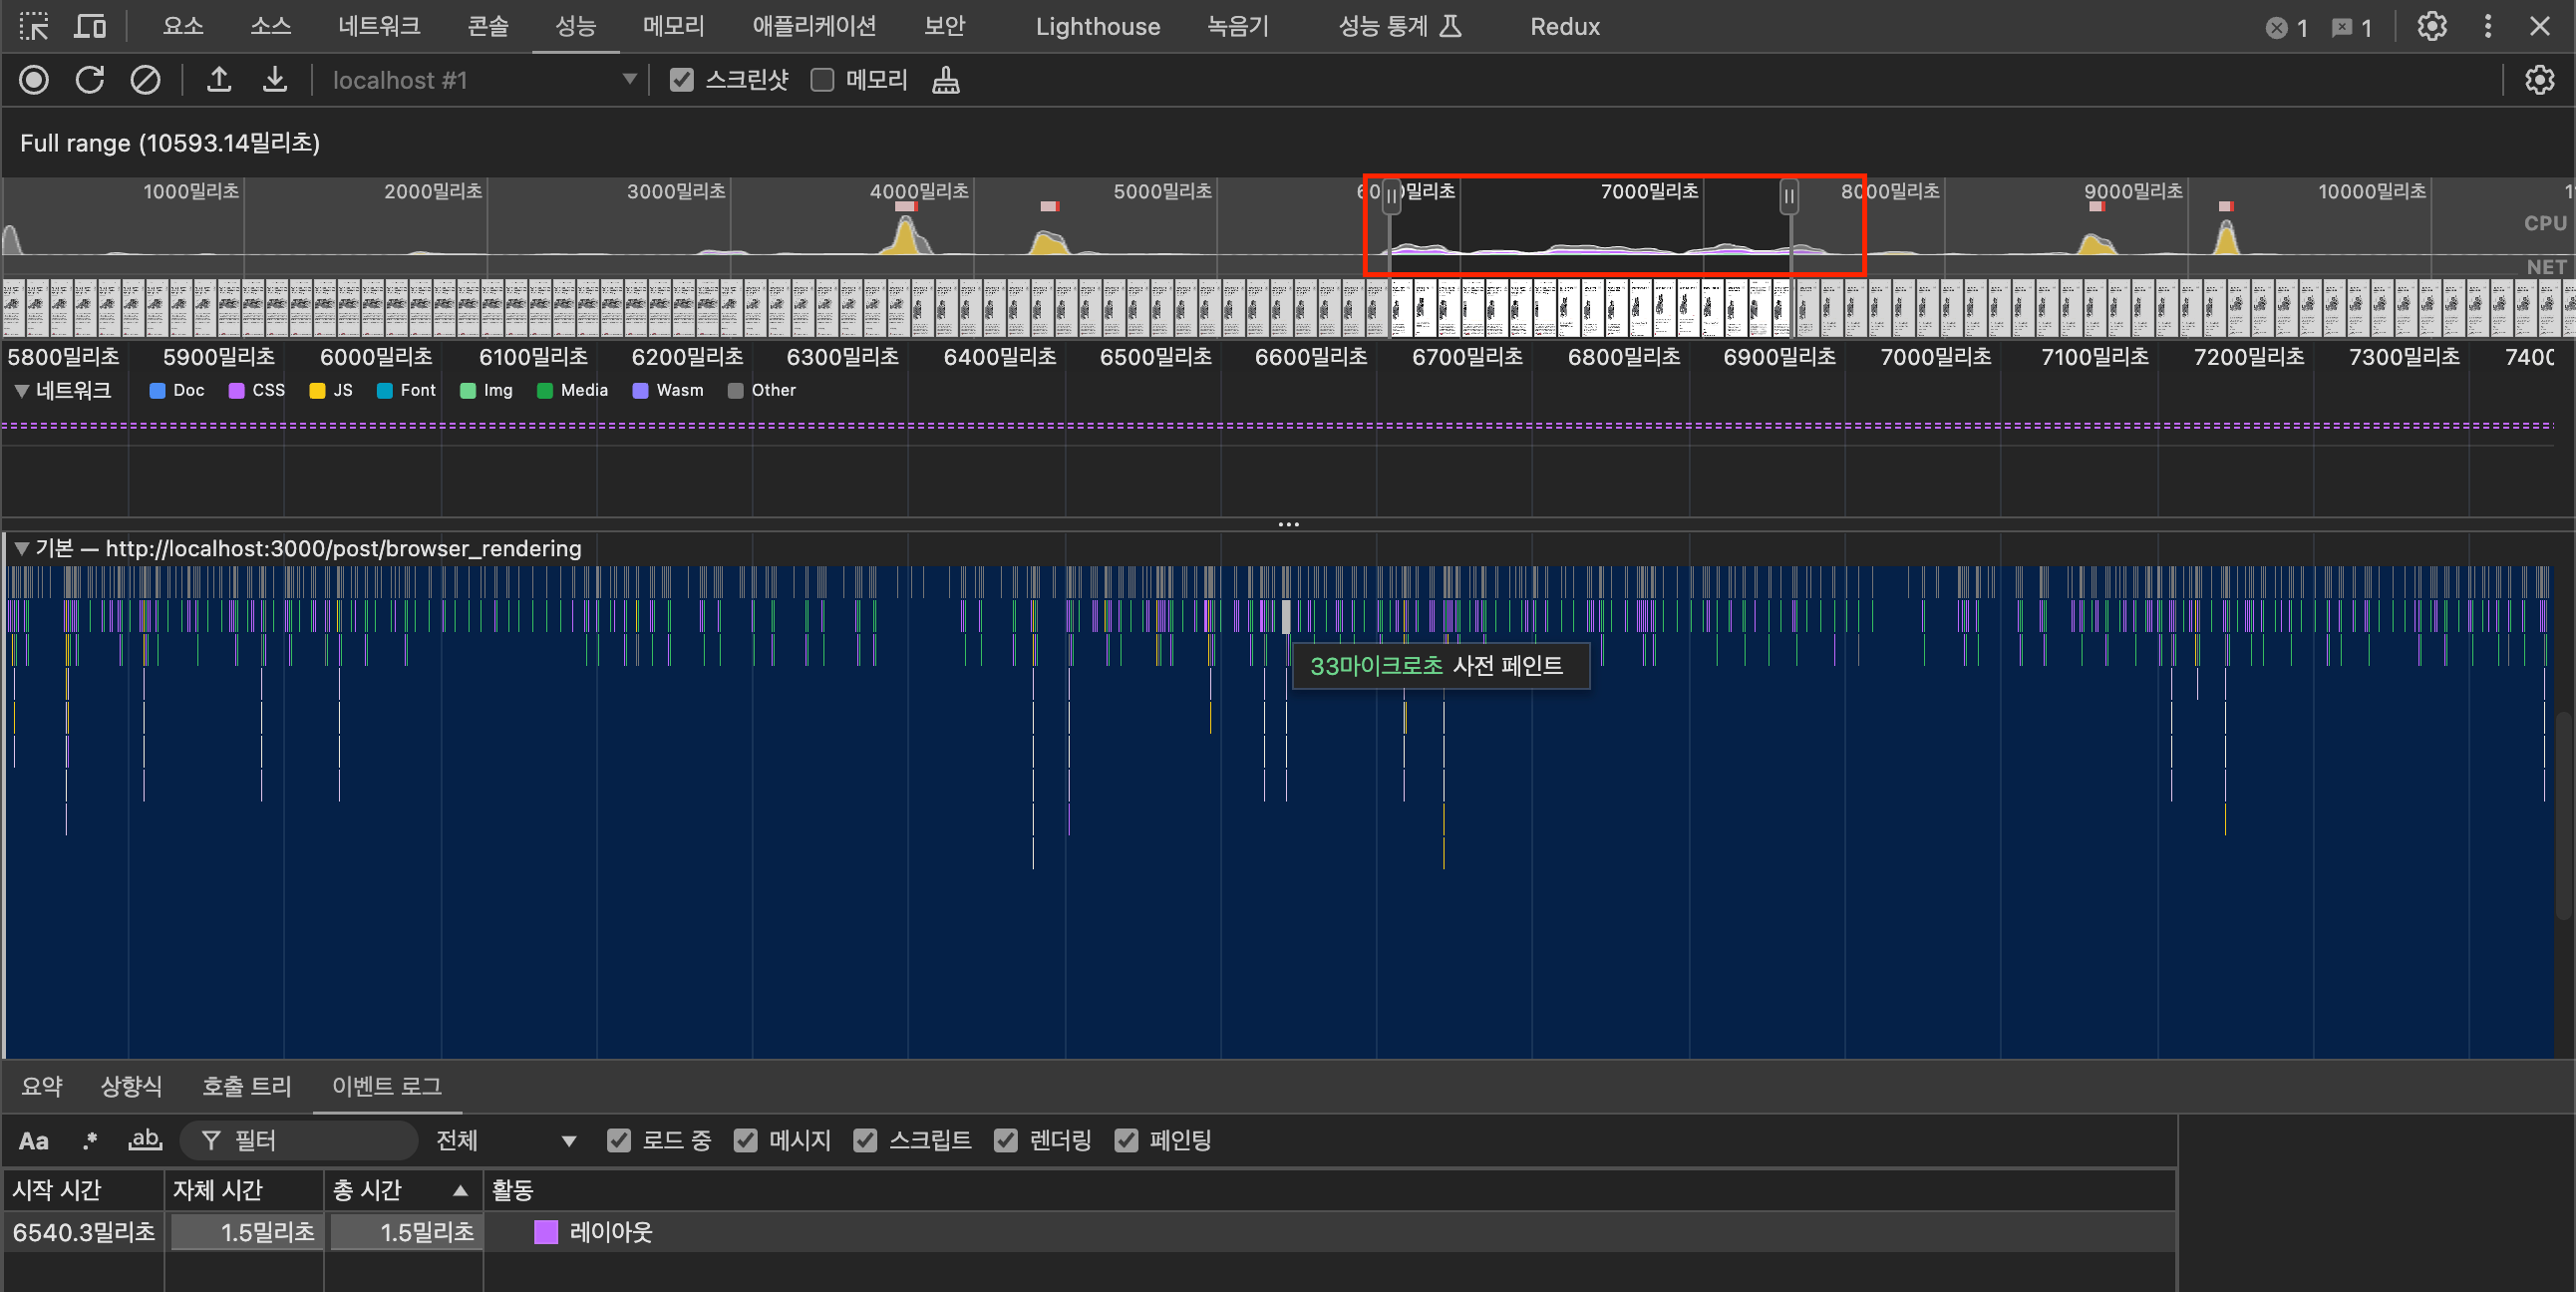 요소 소스 네트워크 콘솔 성능 메모리 애플리케이션 보안 Lighthouse 녹음기 성능 통계 Redux 1 1
localhost #1 스크린샷 메모리
Full range (10593.14밀리초)
1000밀리초 2000밀리초 3000밀리초 4000밀리초 5000밀리초 밀리초 7000밀리초 8000밀리초 9000밀리초 10000밀리초
CPU
NET
5800밀리초 5900밀리초 6000밀리초 6100밀리초 6200밀리초 6300밀리초 6400밀리초 6500밀리초 6600밀리초 6700밀리초 6800밀리초 6900밀리초 7000밀리초 7100밀리초 7200밀리초 7300밀리초 7400
네트워크 Doc CSS JS Font Img Media Wasm Other
기본 — http://localhost:3000/post/browser_rendering
33마이크로초 사전 페인트
요약 상향식 호출 트리 이벤트 로그
Aa .* ab 필터 전체 로드 중 메시지 스크립트 렌더링 페인팅
시작 시간 자체 시간 총 시간 활동
6540.3밀리초 1.5밀리초 1.5밀리초 레이아웃